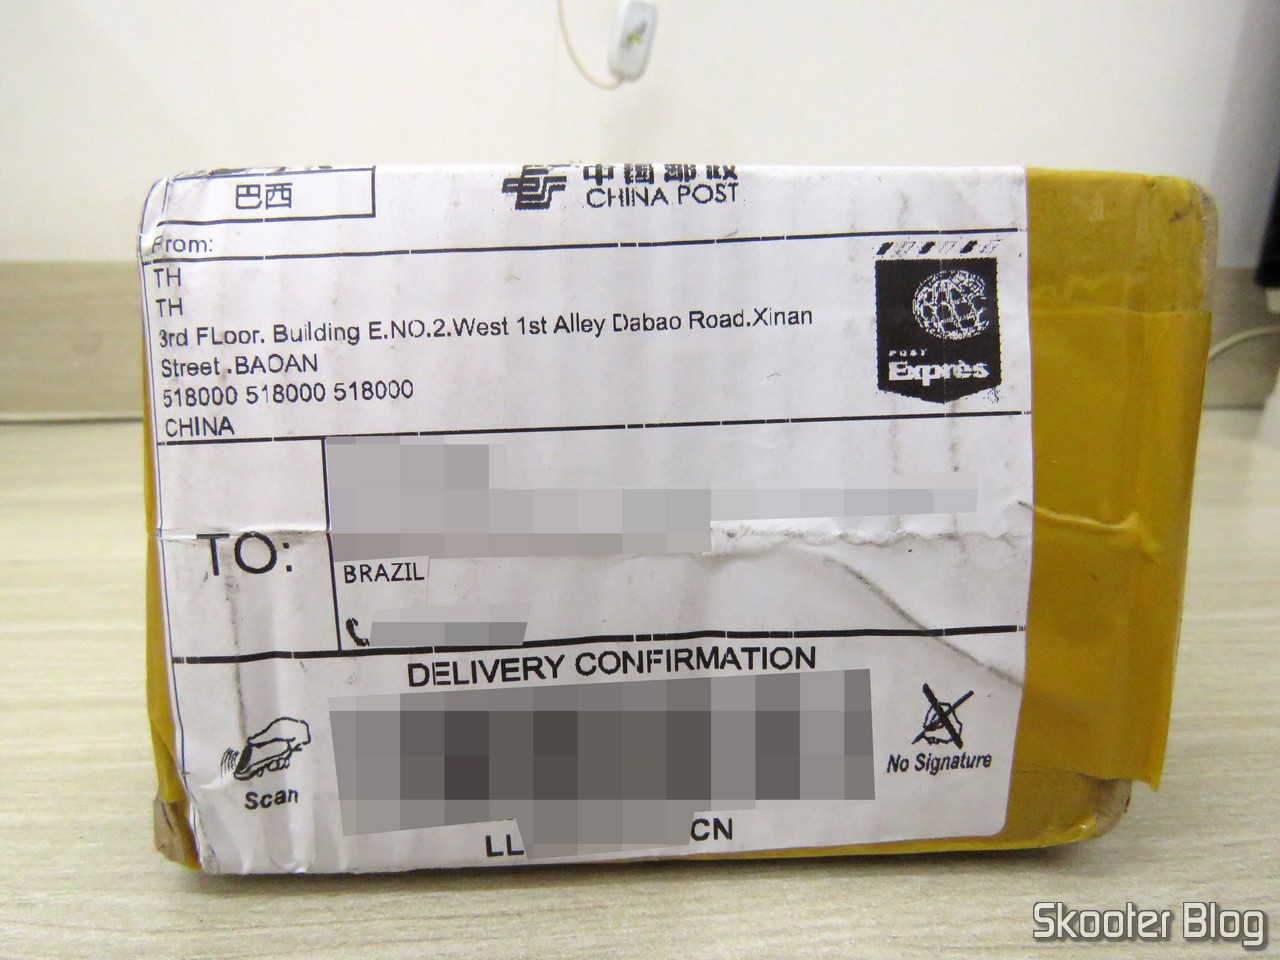 巴西
中国邮政
CHINA POST
From:
TH
TH
3rd FLoor. Building E.NO.2.West 1st Alley Dabao Road.Xinan
Street .BAOAN
518000 518000 518000
CHINA
POST
Exprès
TO:
BRAZIL
DELIVERY CONFIRMATION
Scan
No Signature
LL CN
Skooter Blog